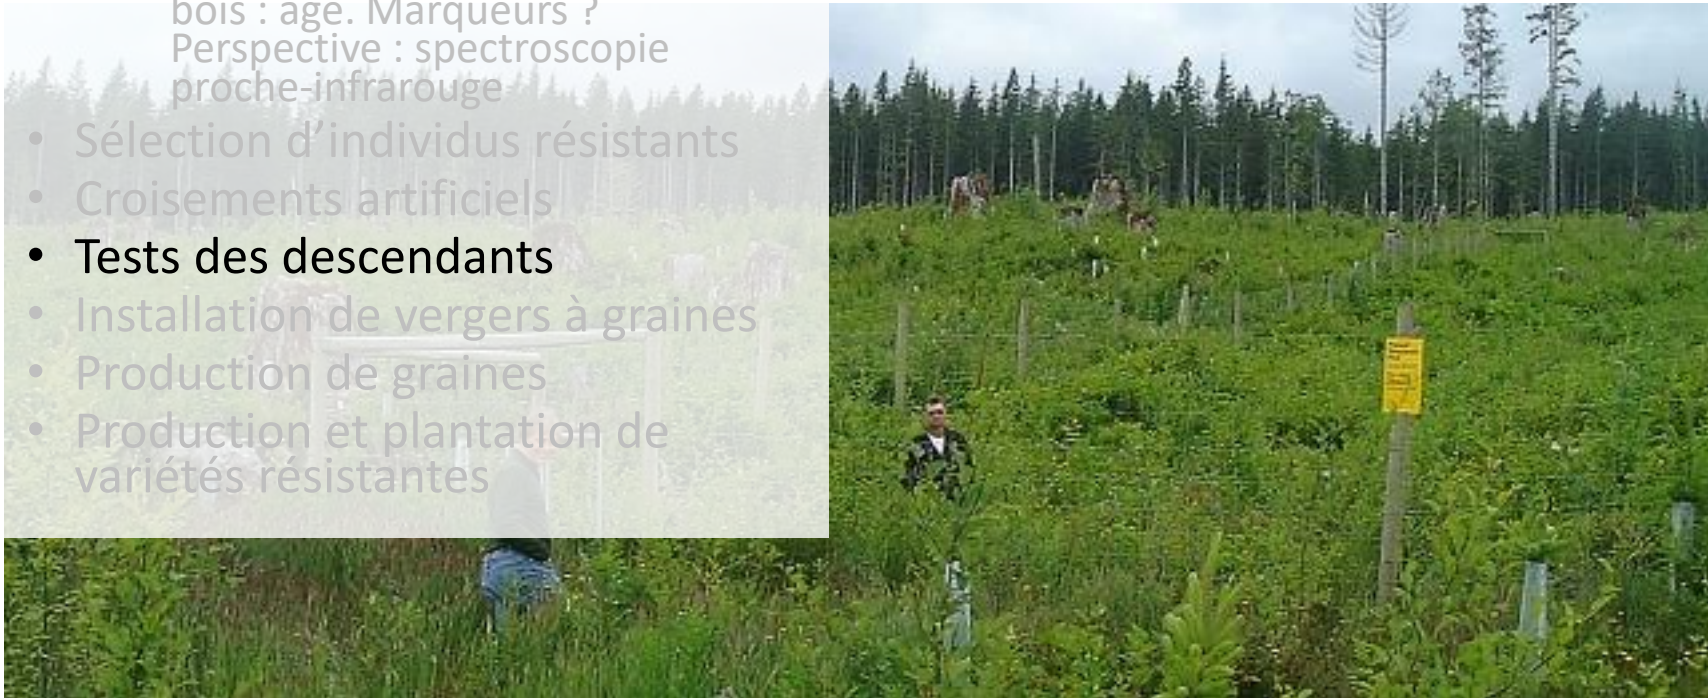 bois : âge. Marqueurs ?
Perspective : spectroscopie
proche-infrarouge
• Sélection d'individus résistants
• Croisements artificiels
• Tests des descendants
• Installation de vergers à graines
• Production de graines
• Production et plantation de
variétés résistantes